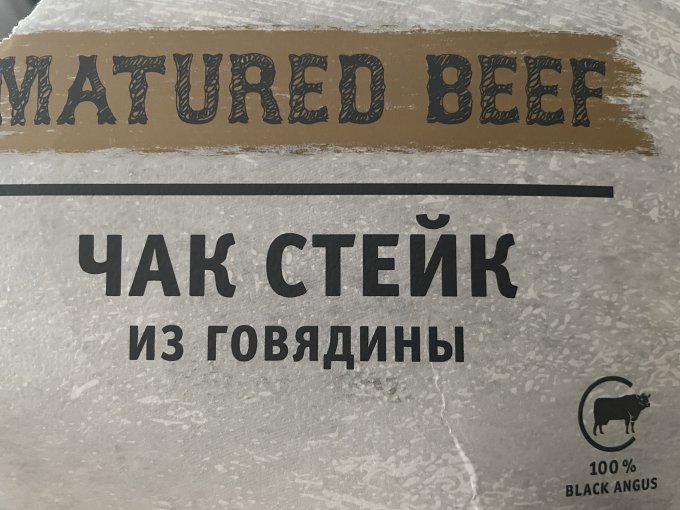 MATURED BEEF
ЧАК СТЕЙК
ИЗ ГОВЯДИНЫ
100%
BLACK ANGUS